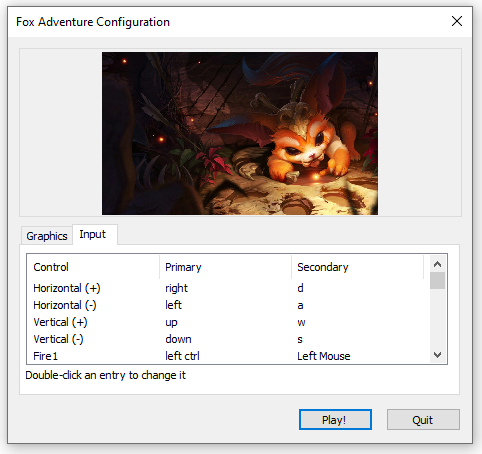 Fox Adventure Configuration
Graphics Input
Control Primary Secondary
Horizontal (+) right d
Horizontal (-) left a
Vertical (+) up w
Vertical (-) down s
Fire1 left ctrl Left Mouse
Double-click an entry to change it
Play! Quit